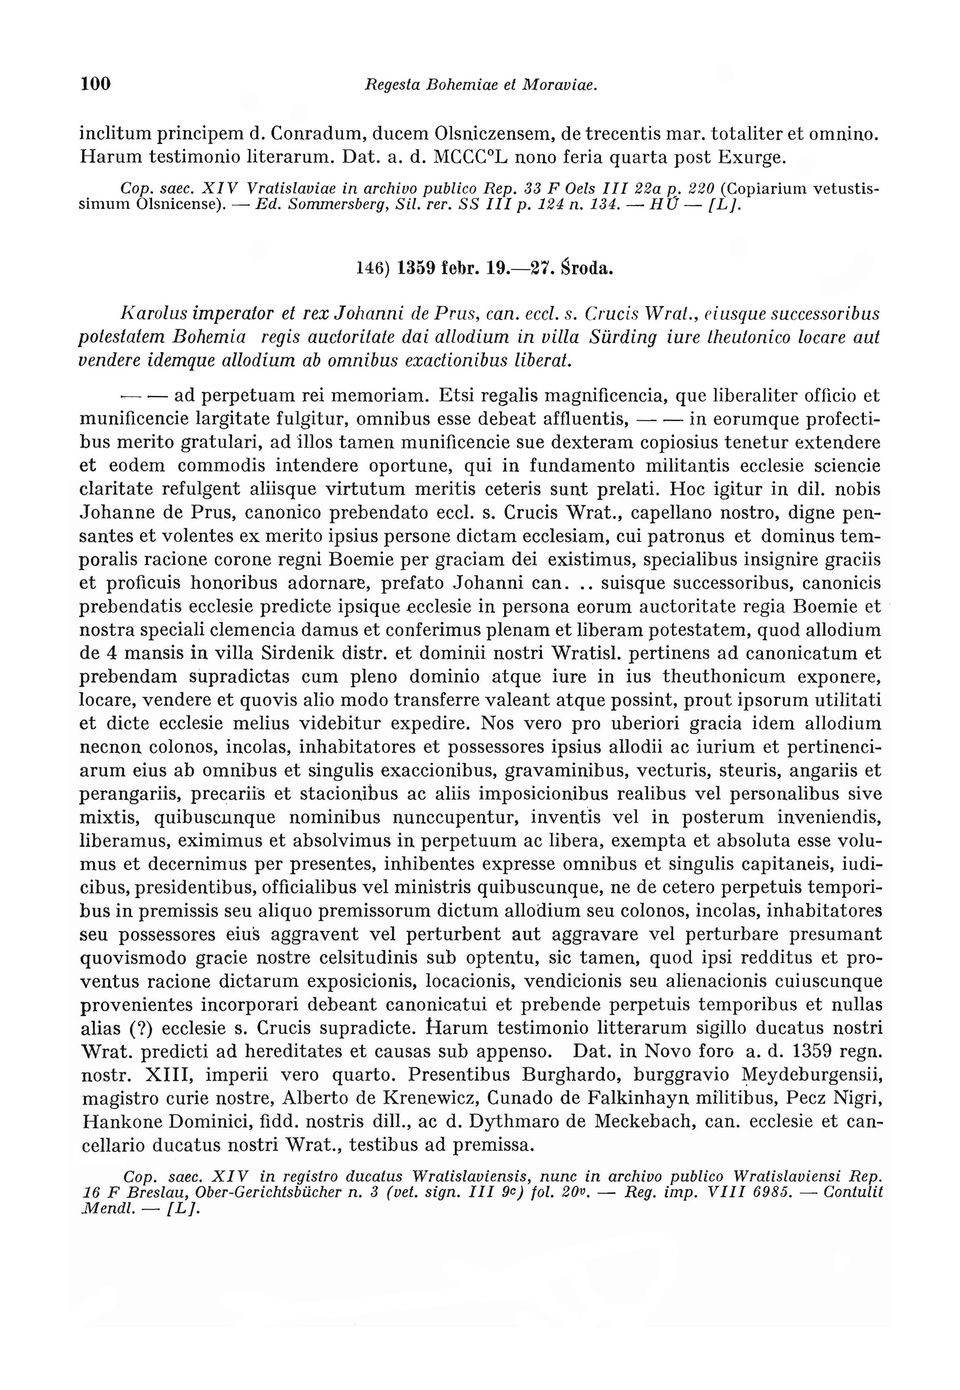 100 Regesta Bohemiae et Moraviae.
inclitum principem d. Conradum, ducem Olsniczensem, de trecentis mar. totaliter et omnino.
Harum testimonio literarum. Dat. a. d. MCCC⁰L nono feria quarta post Exurge.
Cop. saec. XIV Vratislaviae in archivo publico Rep. 33 F Oels III 22a p. 220 (Copiarium vetustis-
simum Olsnicense). — Ed. Sommersberg, Sil. rer. SS III p. 124 n. 134. — HÚ — [L].
146) 1359 febr. 19.—27. Środa.
Karolus imperator et rex Johanni de Prus, can. eccl. s. Crucis Wrat., eiusque successoribus
potestatem Bohemia regis auctoritate dat allodium in villa Sürding iure theutonico locare aut
vendere idemque allodium ab omnibus exactionibus liberat.
— — ad perpetuam rei memoriam. Etsi regalis magnificencia, que liberaliter officio et
munificencie largitate fulgitur, omnibus esse debeat affluentis, — — in eorumque profecti-
bus merito gratulari, ad illos tamen munificencie sue dexteram copiosius tenetur extendere
et eodem commodis intendere oportune, qui in fundamento militantis ecclesie sciencie
claritate refulgent aliisque virtutum meritis ceteris sunt prelati. Hoc igitur in dil. nobis
Johanne de Prus, canonico prebendato eccl. s. Crucis Wrat., capellano nostro, digne pen-
santes et volentes ex merito ipsius persone dictam ecclesiam, cui patronus et dominus tem-
poralis racione corone regni Boemie per graciam dei existimus, specialibus insignire graciis
et proficuis honoribus adornare, prefato Johanni can. .. suisque successoribus, canonicis
prebendatis ecclesie predicte ipsique ecclesie in persona eorum auctoritate regia Boemie et
nostra speciali clemencia damus et conferimus plenam et liberam potestatem, quod allodium
de 4 mansis in villa Sirdenik distr. et dominii nostri Wratisl. pertinens ad canonicatum et
prebendam supradictas cum pleno dominio atque iure in ius theuthonicum exponere,
locare, vendere et quovis alio modo transferre valeant atque possint, prout ipsorum utilitati
et dicte ecclesie melius videbitur expedire. Nos vero pro uberiori gracia idem allodium
necnon colonos, incolas, inhabitatores et possessores ipsius allodii ac iurium et pertinenci-
arum eius ab omnibus et singulis exaccionibus, gravaminibus, vecturis, steuris, angariis et
perangariis, precariis et stacionibus ac aliis imposicionibus realibus vel personalibus sive
mixtis, quibuscunque nominibus nunccupentur, inventis vel in posterum inveniendis,
liberamus, eximimus et absolvimus in perpetuum ac libera, exempta et absoluta esse volu-
mus et decernimus per presentes, inhibentes expresse omnibus et singulis capitaneis, iudi-
cibus, presidentibus, officialibus vel ministris quibuscunque, ne de cetero perpetuis tempori-
bus in premissis seu aliquo premissorum dictum allodium seu colonos, incolas, inhabitatores
seu possessores eius aggravent vel perturbent aut aggravare vel perturbare presumant
quovismodo gracie nostre celsitudinis sub optentu, sic tamen, quod ipsi redditus et pro-
ventus racione dictarum exposicionis, locacionis, vendicionis seu alienacionis cuiuscunque
provenientes incorporari debeant canonicatui et prebende perpetuis temporibus et nullas
alias (?) ecclesie s. Crucis supradicte. Harum testimonio litterarum sigillo ducatus nostri
Wrat. predicti ad hereditates et causas sub appenso. Dat. in Novo foro a. d. 1359 regn.
nostr. XIII, imperii vero quarto. Presentibus Burghardo, burggravio Meydeburgensii,
magistro curie nostre, Alberto de Krenewicz, Cunado de Falkinhayn militibus, Pecz Nigri,
Hankone Dominici, fidd. nostris dill., ac d. Dythmaro de Meckebach, can. ecclesie et can-
cellario ducatus nostri Wrat., testibus ad premissa.
Cop. saec. XIV in registro ducatus Wratislaviensis, nunc in archivo publico Wratislaviensi Rep.
16 F Breslau, Ober-Gerichtsbücher n. 3 (vet. sign. III 9c) fol. 20v. — Reg. imp. VIII 6985. — Contulit
Mendl. — [L].